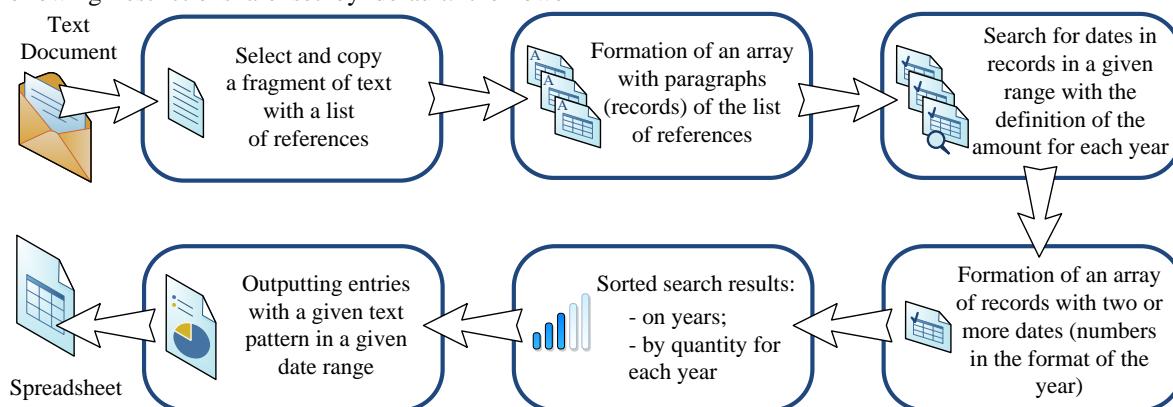 Text
Document
Select and copy
a fragment of text
with a list
of references
Formation of an array
with paragraphs
(records) of the list
of references
A
A
A
Search for dates in
records in a given
range with the
definition of the
amount for each year
Formation of an array
of records with two or
more dates (numbers
in the format of the
year)
Sorted search results:
- on years;
- by quantity for
each year
Outputting entries
with a given text
pattern in a given
date range
Spreadsheet